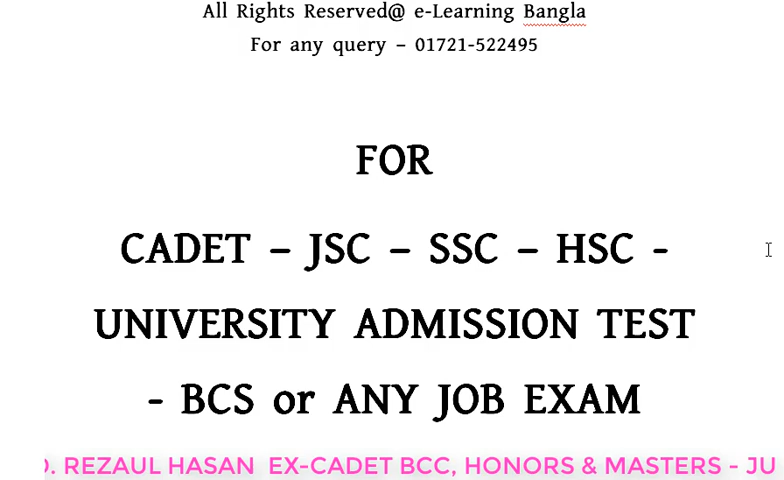 All Rights Reserved@ e-Learning Bangla
For any query – 01721-522495
FOR
CADET – JSC – SSC – HSC -
UNIVERSITY ADMISSION TEST
- BCS or ANY JOB EXAM
. REZAUL HASAN EX-CADET BCC, HONORS & MASTERS - JU